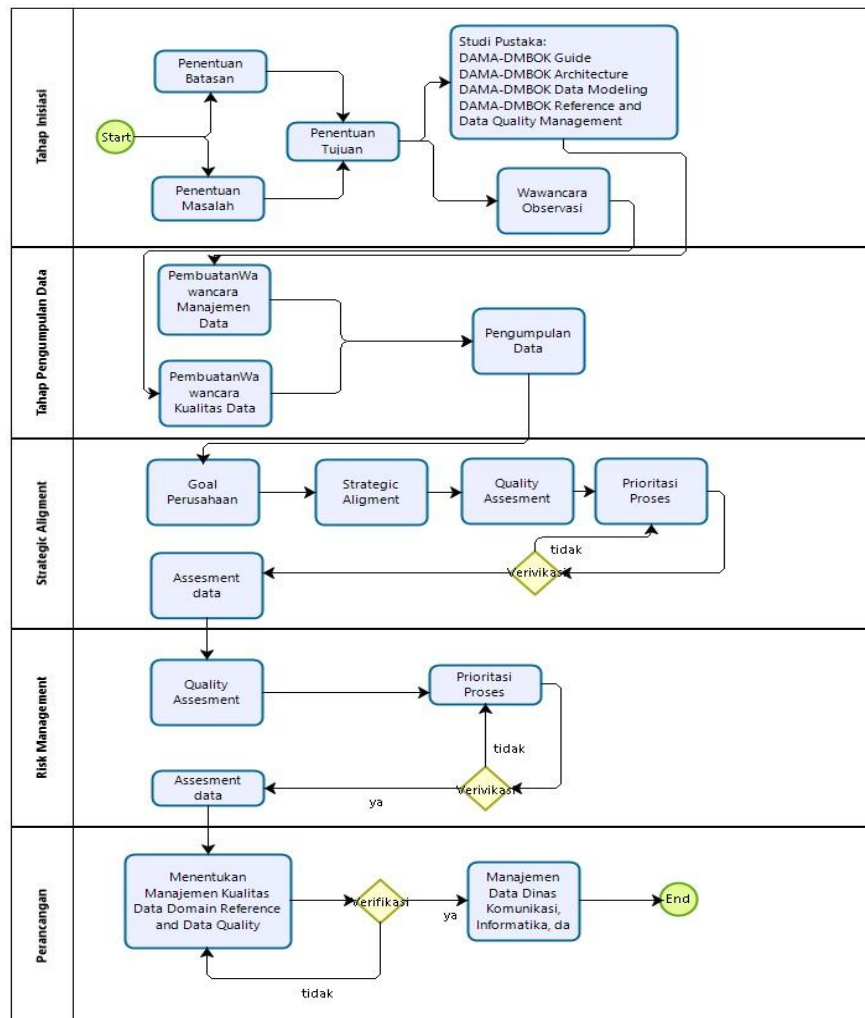 Tahap Inisiasi
Start
Penentuan
Batasan
Penentuan
Masalah
Penentuan
Tujuan
Studi Pustaka:
DAMA-DMBOK Guide
DAMA-DMBOK Architecture
DAMA-DMBOK Data Modeling
DAMA-DMBOK Reference and
Data Quality Management
Wawancara
Observasi
Tahap Pengumpulan Data
PembuatanWa
wancara
Manajemen
Data
PembuatanWa
wancara
Kualitas Data
Pengumpulan
Data
Strategic Aligment
Goal
Perusahaan
Strategic
Aligment
Quality
Assesment
Prioritasi
Proses
tidak
Verivikasi
Assesment
data
Risk Management
Quality
Assesment
Prioritasi
Proses
tidak
Verivikasi
ya
Assesment
data
Perancangan
Menentukan
Manajemen Kualitas
Data Domain Reference
and Data Quality
Verifikasi
ya
tidak
Manajemen
Data Dinas
Komunikasi,
Informatika, da
End